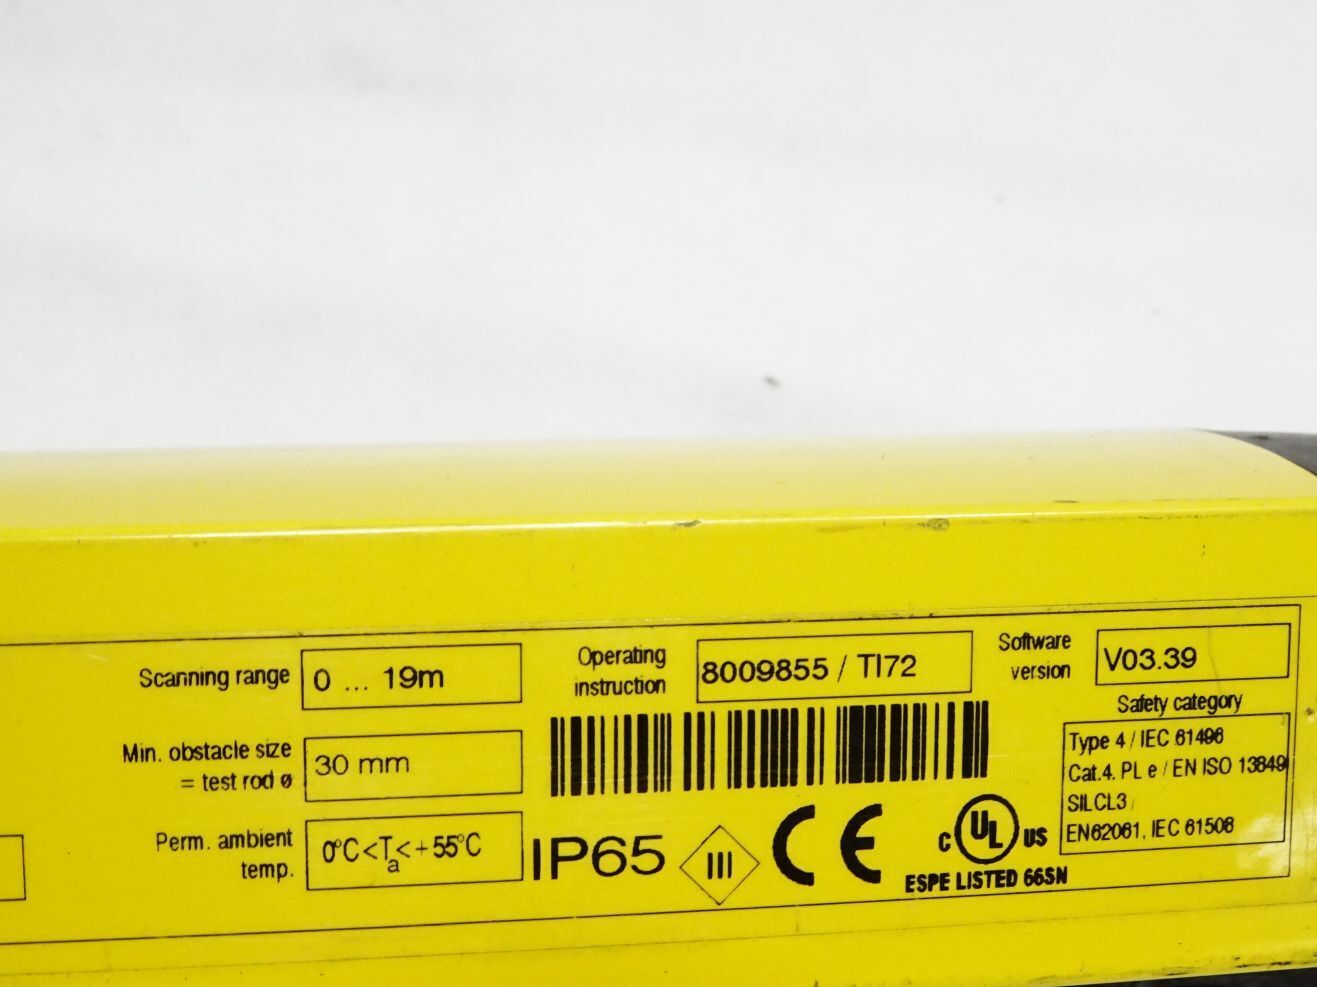 Scanning range
0 ... 19m
Min. obstacle size
= test rod ø
30 mm
Perm. ambient
temp.
0°C<Ta<+55°C
Operating
instruction
8009855 / TI72
IP65
III
CE
Software
version
V03.39
Safety category
Type 4 / IEC 61496
Cat.4, PL e / EN ISO 13849
SILCL3
EN62061, IEC 61508
C UL US
ESPE LISTED 66SN